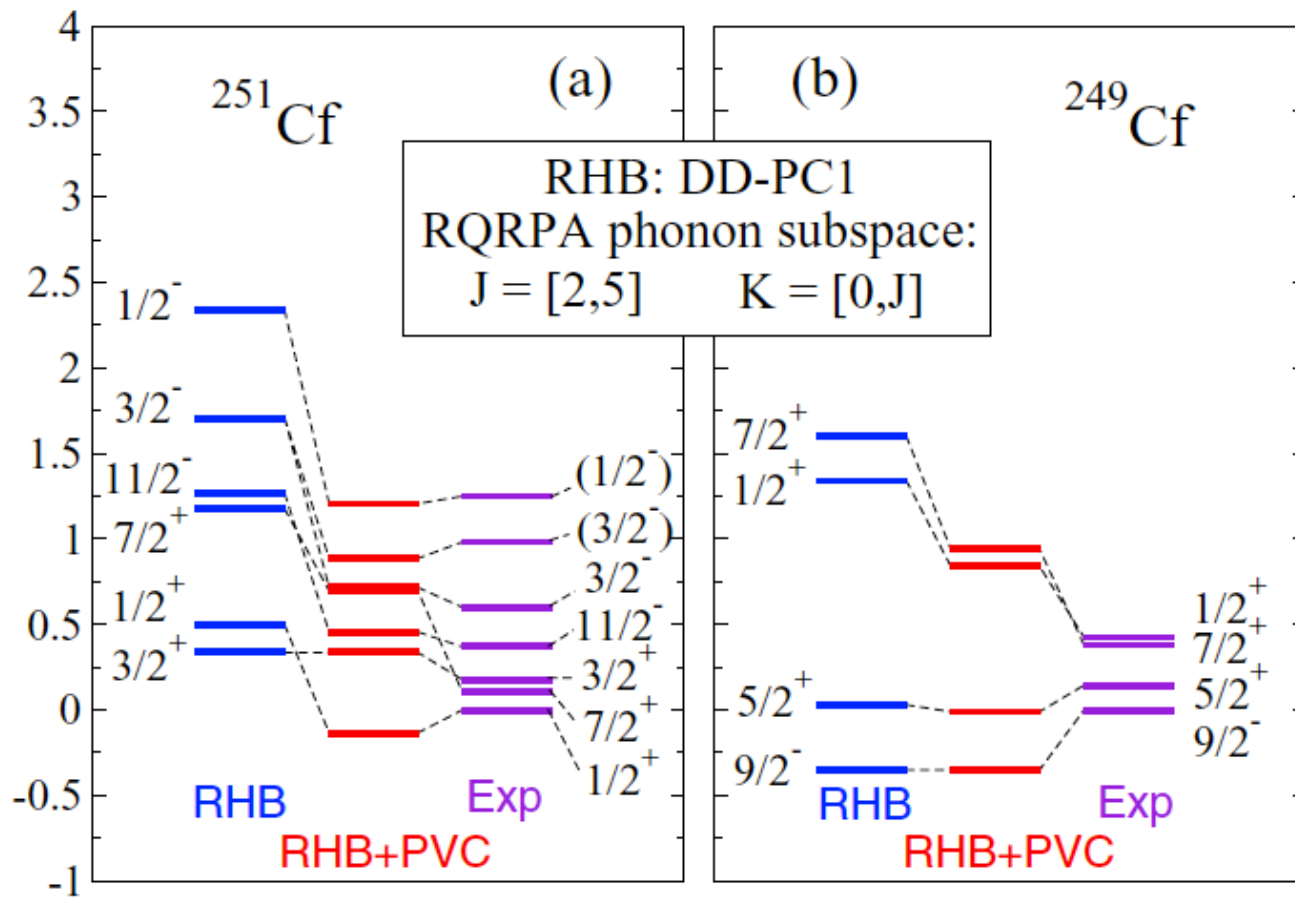 4
3.5
3
2.5
2
1.5
1
0.5
0
-0.5
-1
(a)
²⁵¹Cf
1/2⁻
3/2⁻
11/2⁻
7/2⁺
1/2⁺
3/2⁺
(1/2⁻)
(3/2⁻)
3/2⁻
11/2⁻
3/2⁺
7/2⁺
1/2⁺
RHB
Exp
RHB+PVC
RHB: DD-PC1
RQRPA phonon subspace:
J = [2,5] K = [0,J]
(b)
²⁴⁹Cf
7/2⁺
1/2⁺
5/2⁺
9/2⁻
1/2⁺
7/2⁺
5/2⁺
9/2⁻
RHB
Exp
RHB+PVC